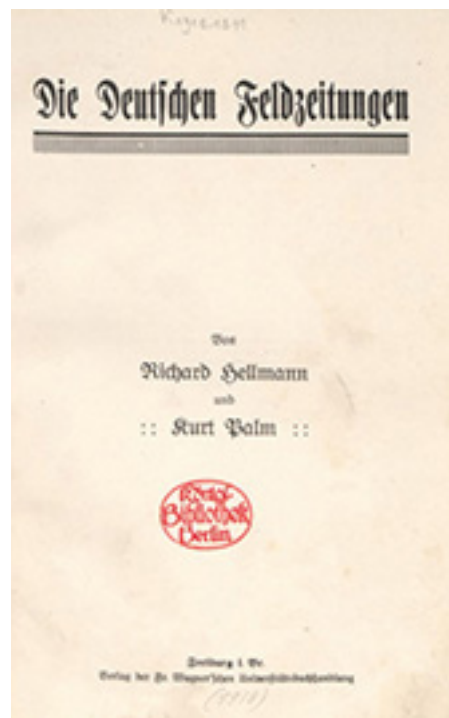 Die Deutschen Feldzeitungen
Von
Richard Hellmann
und
:: Kurt Palm ::
Königl.
Bibliothek
Berlin
Freiburg i. Br.
Verlag der Fr. Wagner'schen Universitätsbuchhandlung